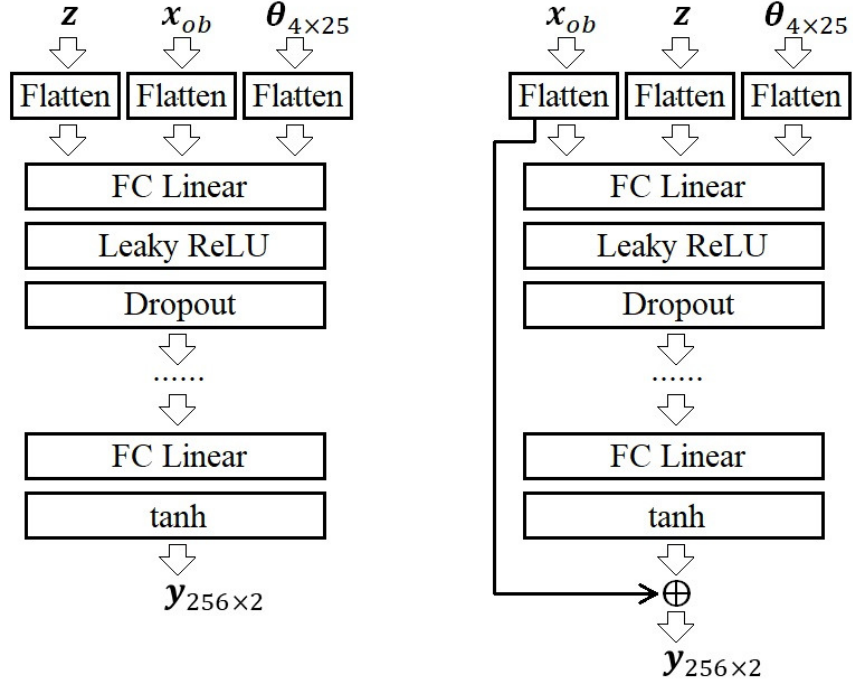 z x_ob θ_4×25
Flatten Flatten Flatten
FC Linear
Leaky ReLU
Dropout
......
FC Linear
tanh
y_256×2
x_ob z θ_4×25
Flatten Flatten Flatten
FC Linear
Leaky ReLU
Dropout
......
FC Linear
tanh
⊕
y_256×2